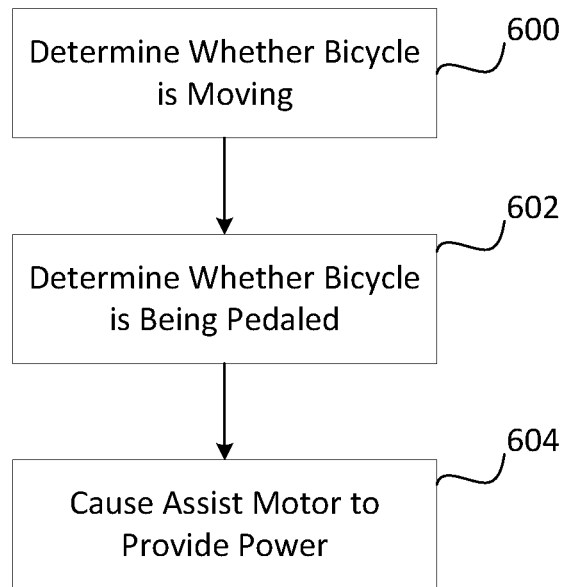 Determine Whether Bicycle
is Moving
600
Determine Whether Bicycle
is Being Pedaled
602
Cause Assist Motor to
Provide Power
604